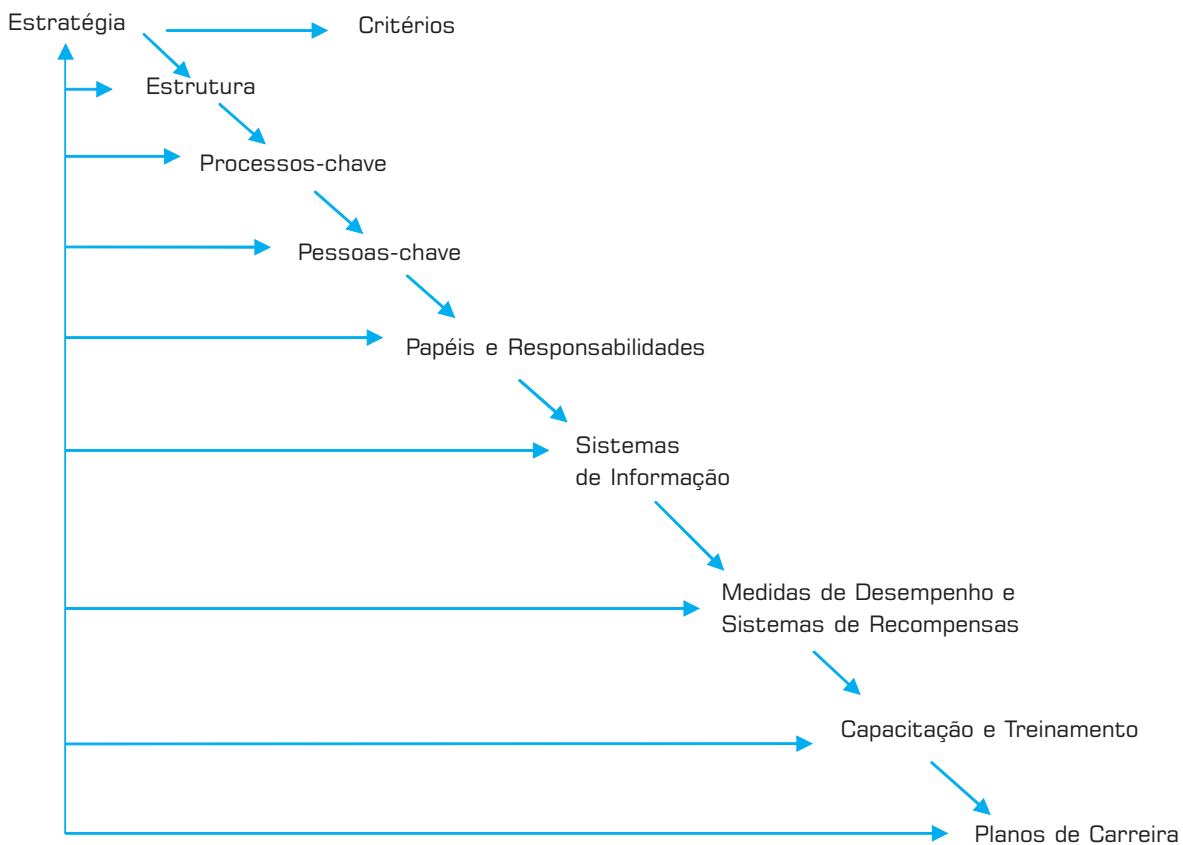 Estratégia
Critérios
Estrutura
Processos-chave
Pessoas-chave
Papéis e Responsabilidades
Sistemas
de Informação
Medidas de Desempenho e
Sistemas de Recompensas
Capacitação e Treinamento
Planos de Carreira